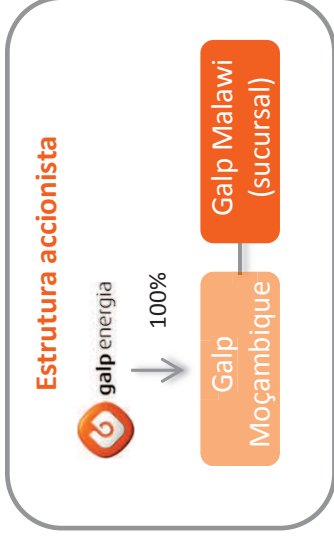 Estrutura accionista
galp energia
100%
Galp
Moçambique
Galp Malawi
(sucursal)